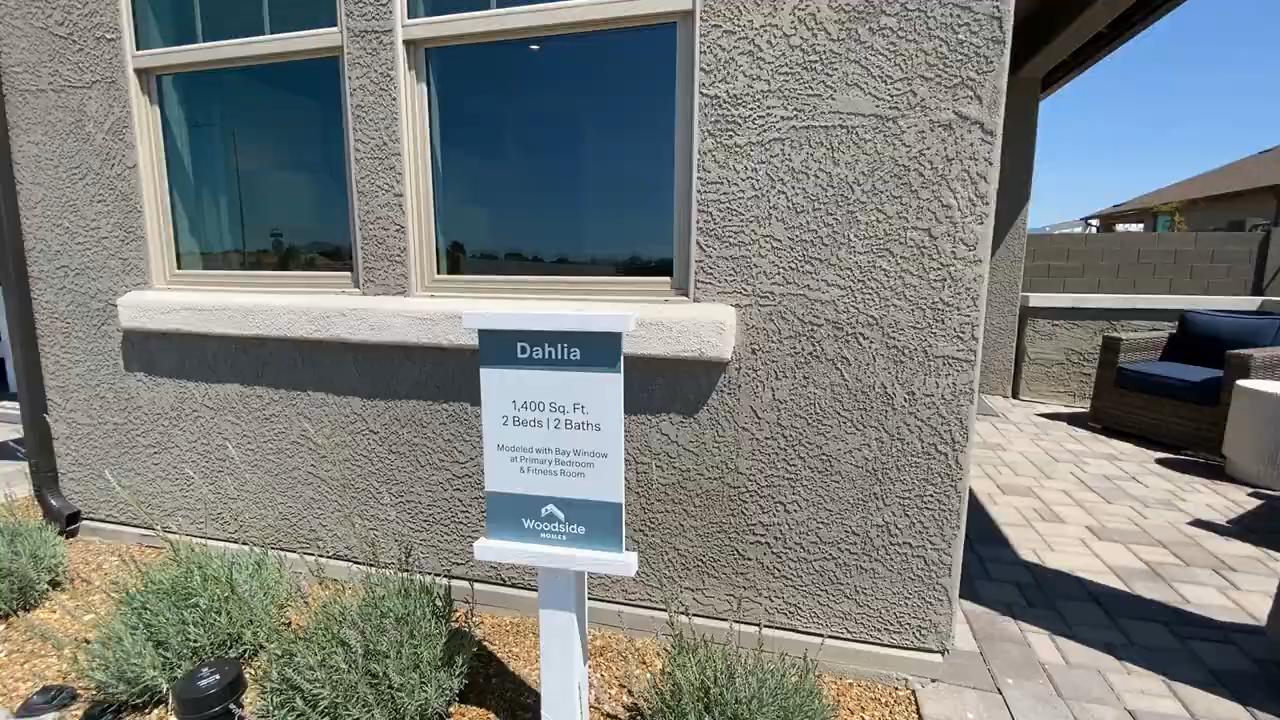 Dahlia
1,400 Sq. Ft.
2 Beds | 2 Baths
Modeled with Bay Window
at Primary Bedroom
& Fitness Room
Woodside
HOMES